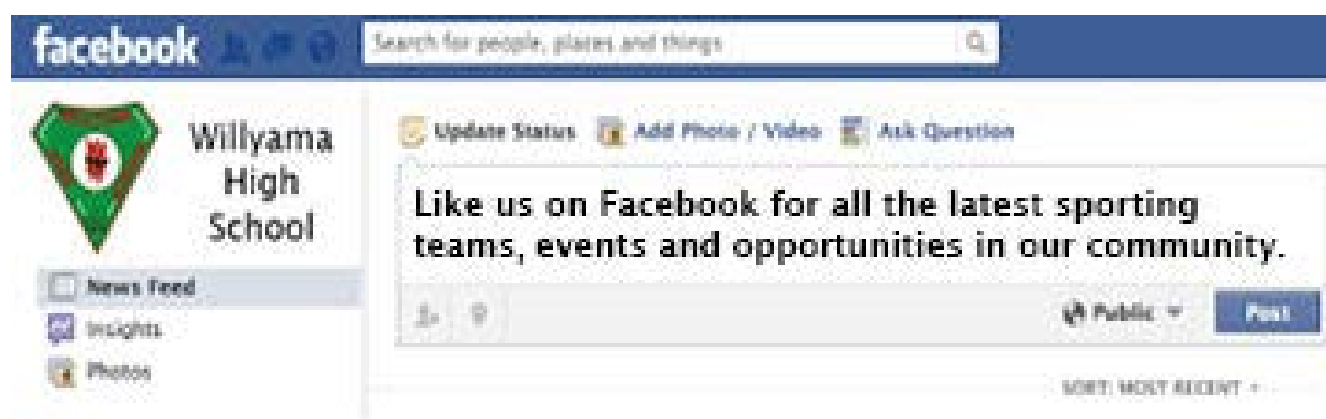 facebook Search for people, places and things
Willyama
High
School
Update Status Add Photo / Video Ask Question
Like us on Facebook for all the latest sporting
teams, events and opportunities in our community.
News Feed
Insights
Photos
Public Post
SORT: MOST RECENT